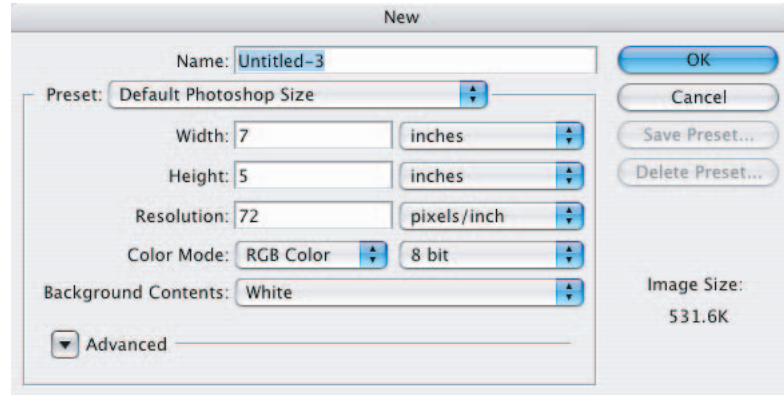 New
Name: Untitled-3
OK
Preset: Default Photoshop Size
Cancel
Width: 7 inches
Save Preset...
Height: 5 inches
Delete Preset...
Resolution: 72 pixels/inch
Color Mode: RGB Color 8 bit
Background Contents: White
Image Size:
531.6K
Advanced